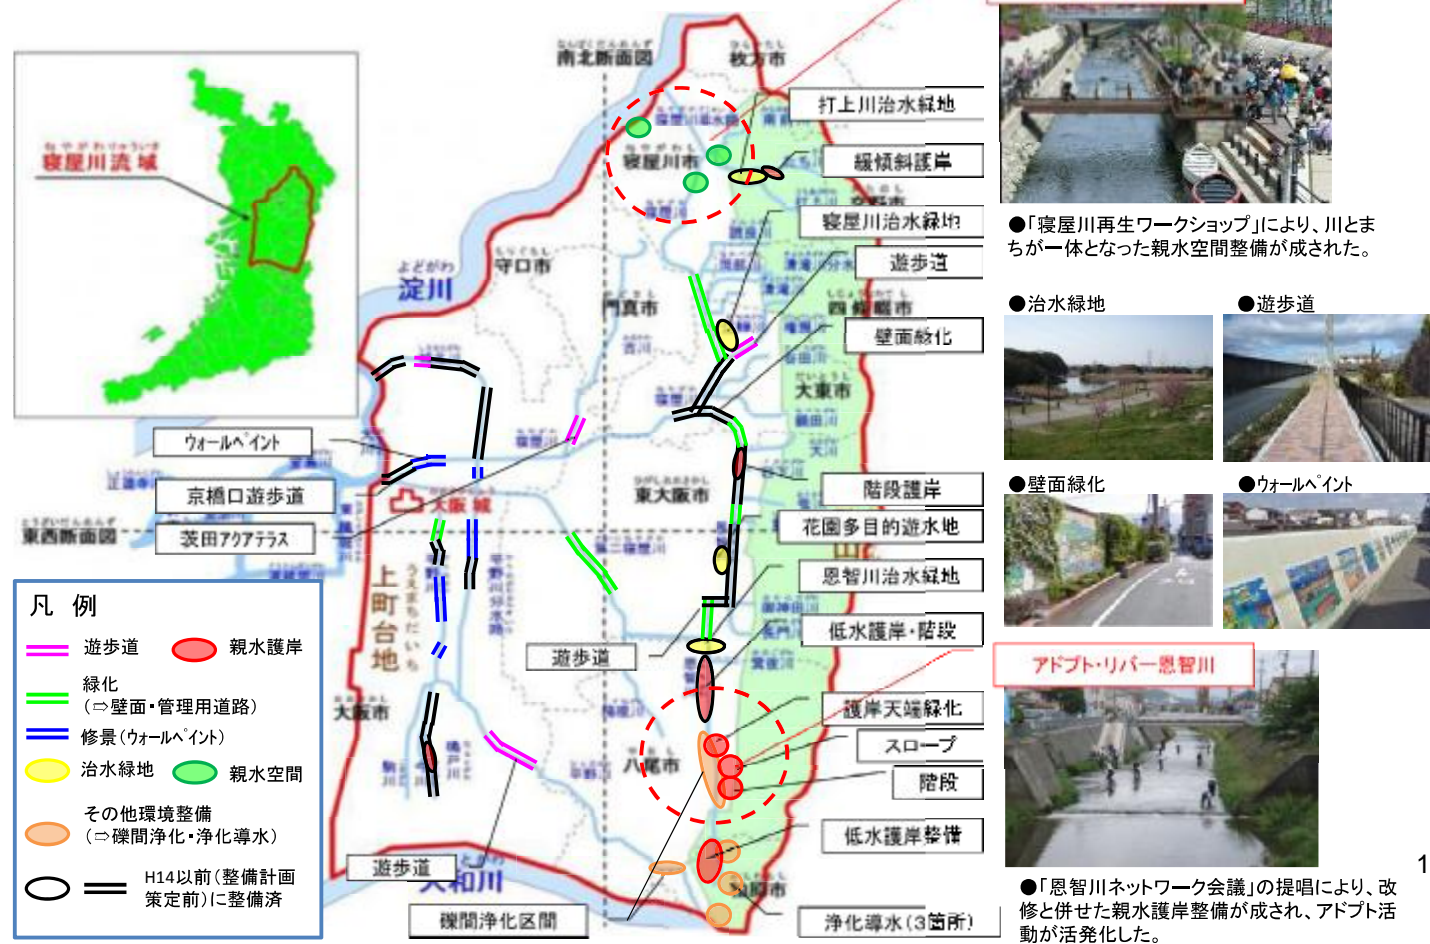 寝屋川流域
南北断面図
枚方市
打上川治水緑地
緩傾斜護岸
寝屋川市
寝屋川治水緑地
遊歩道
壁面緑化
守口市
よどがわ
淀川
門真市
四條畷市
大東市
ウォールペイント
京橋口遊歩道
大阪城
茨田アクアテラス
東西断面図
東大阪市
階段護岸
花園多目的遊水地
恩智川治水緑地
低水護岸・階段
遊歩道
上町台地
うえまちだいち
平野川分水路
大阪市
八尾市
護岸天端緑化
スロープ
階段
低水護岸整備
遊歩道
大和川
礫間浄化区間
浄化導水(3箇所)
凡 例
遊歩道
親水護岸
緑化
(⇨壁面・管理用道路)
修景(ウォールペイント)
治水緑地
親水空間
その他環境整備
(⇨礫間浄化・浄化導水)
H14以前(整備計画
策定前)に整備済
●「寝屋川再生ワークショップ」により、川とま
ちが一体となった親水空間整備が成された。
●治水緑地
●遊歩道
●壁面緑化
●ウォールペイント
アドプト・リバー恩智川
●「恩智川ネットワーク会議」の提唱により、改
修と併せた親水護岸整備が成され、アドプト活
動が活発化した。
1